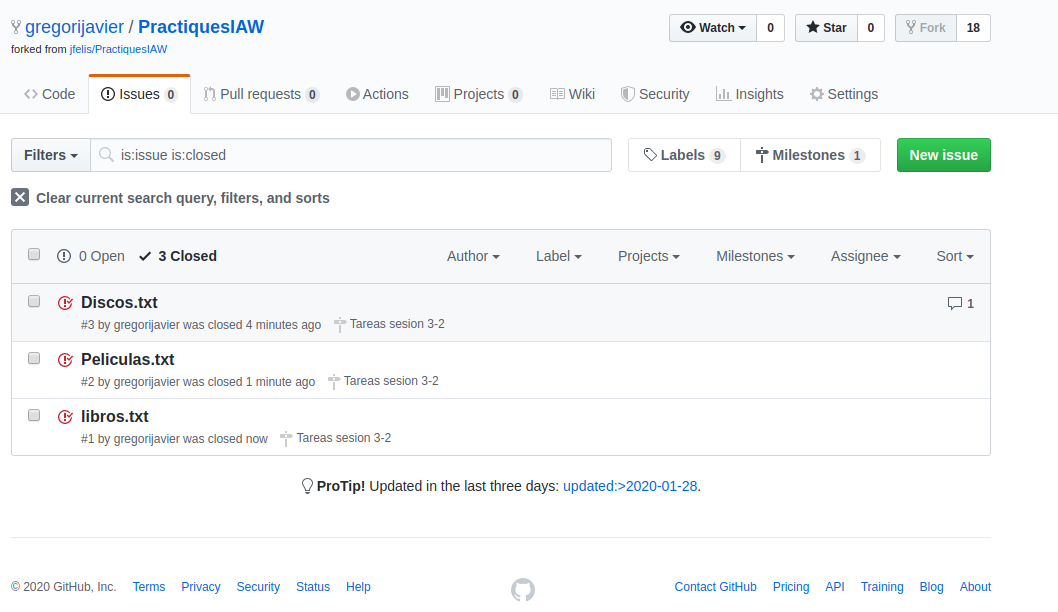 gregorijavier / PractiquesIAW
Watch 0 Star 0 Fork 18
forked from jfelis/PractiquesIAW
Code Issues 0 Pull requests 0 Actions Projects 0 Wiki Security Insights Settings
Filters is:issue is:closed Labels 9 Milestones 1 New issue
Clear current search query, filters, and sorts
0 Open 3 Closed Author Label Projects Milestones Assignee Sort
Discos.txt 1
#3 by gregorijavier was closed 4 minutes ago Tareas sesion 3-2
Peliculas.txt
#2 by gregorijavier was closed 1 minute ago Tareas sesion 3-2
libros.txt
#1 by gregorijavier was closed now Tareas sesion 3-2
ProTip! Updated in the last three days: updated:>2020-01-28.
© 2020 GitHub, Inc. Terms Privacy Security Status Help Contact GitHub Pricing API Training Blog About